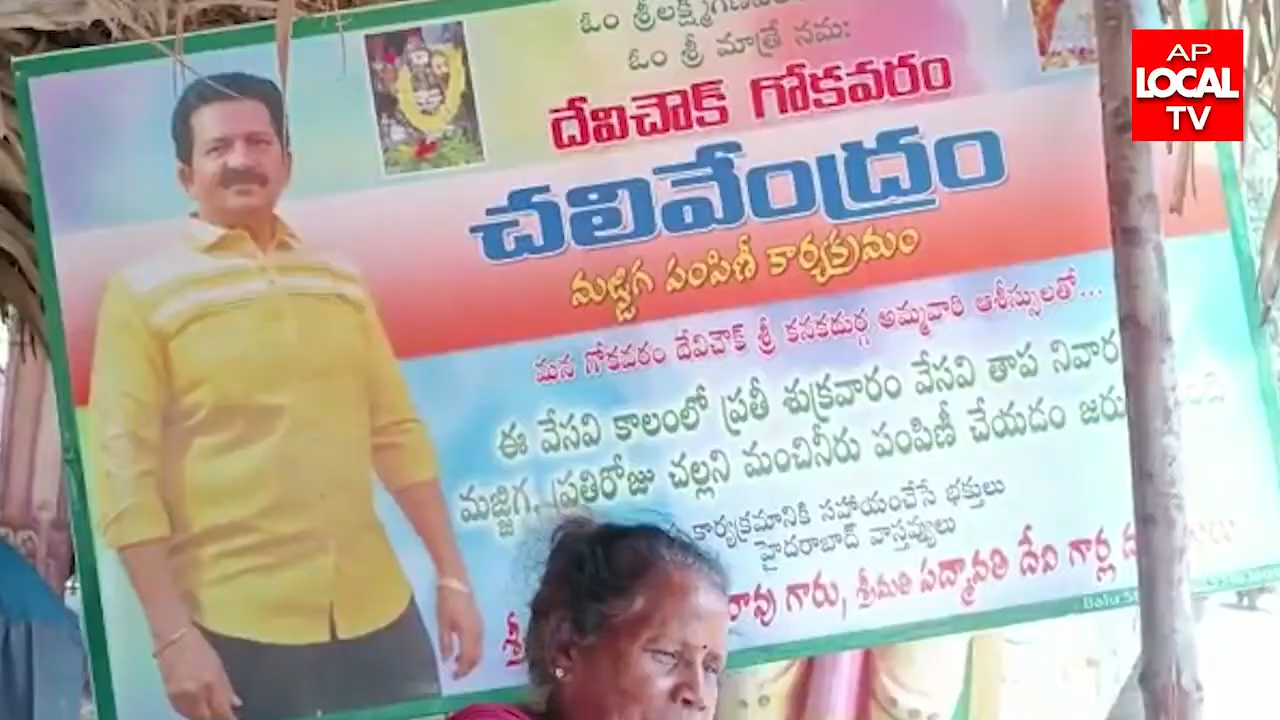 ఓం శ్రీ మాత్రే నమః
దేవిచౌక్ గోకవరం
చలివేంద్రం
మజ్జిగ పంపిణీ కార్యక్రమం
మన గోకవరం దేవిచౌక్ శ్రీ కనకదుర్గ అమ్మవారి ఆశీస్సులతో...
ఈ వేసవి కాలంలో ప్రతీ శుక్రవారం వేసవి తాప
మజ్జిగ, ప్రతిరోజు చల్లని మంచినీరు పంపిణీ చేయడం
కార్యక్రమానికి సహాయంచేసే భక్తులు
హైదరాబాద్ వాస్తవ్యులు
గారు, శ్రీమతి పద్మావతి దేవి గార్ల
AP
LOCAL
TV